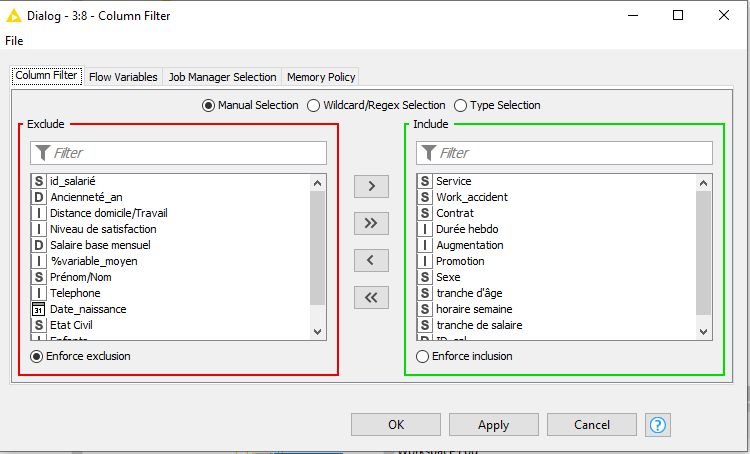 Dialog - 3:8 - Column Filter
File
Column Filter Flow Variables Job Manager Selection Memory Policy
Manual Selection Wildcard/Regex Selection Type Selection
Exclude
Filter
S id_salarié
D Ancienneté_an
I Distance domicile/Travail
I Niveau de satisfaction
D Salaire base mensuel
I %variable_moyen
S Prénom/Nom
I Telephone
31 Date_naissance
S Etat Civil
Enforce exclusion
>
>>
<
<<
Include
Filter
S Service
S Work_accident
S Contrat
I Durée hebdo
I Augmentation
I Promotion
S Sexe
S tranche d'âge
S horaire semaine
S tranche de salaire
Enforce inclusion
OK Apply Cancel ?